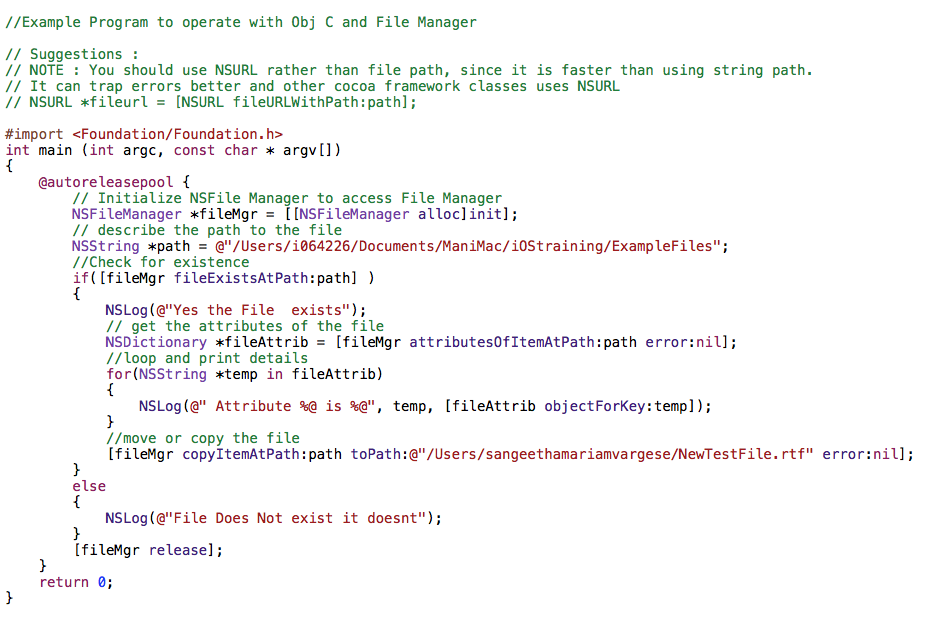 //Example Program to operate with Obj C and File Manager
// Suggestions :
// NOTE : You should use NSURL rather than file path, since it is faster than using string path.
// It can trap errors better and other cocoa framework classes uses NSURL
// NSURL *fileurl = [NSURL fileURLWithPath:path];
#import <Foundation/Foundation.h>
int main (int argc, const char * argv[])
{
@autoreleasepool {
// Initialize NSFile Manager to access File Manager
NSFileManager *fileMgr = [[NSFileManager alloc]init];
// describe the path to the file
NSString *path = @"/Users/i064226/Documents/ManiMac/iOStraining/ExampleFiles";
//Check for existence
if([fileMgr fileExistsAtPath:path] )
{
NSLog(@"Yes the File  exists");
// get the attributes of the file
NSDictionary *fileAttrib = [fileMgr attributesOfItemAtPath:path error:nil];
//loop and print details
for(NSString *temp in fileAttrib)
{
NSLog(@" Attribute %@ is %@", temp, [fileAttrib objectForKey:temp]);
}
//move or copy the file
[fileMgr copyItemAtPath:path toPath:@"/Users/sangeethamariamvargese/NewTestFile.rtf" error:nil];
}
else
{
NSLog(@"File Does Not exist it doesnt");
}
[fileMgr release];
}
return 0;
}